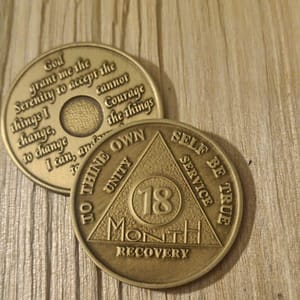 God
grant me the
Serenity to accept the
things I cannot
change, Courage
to change the things
I can, and
TO THINE OWN SELF BE TRUE
UNITY
SERVICE
18
MONTH
RECOVERY